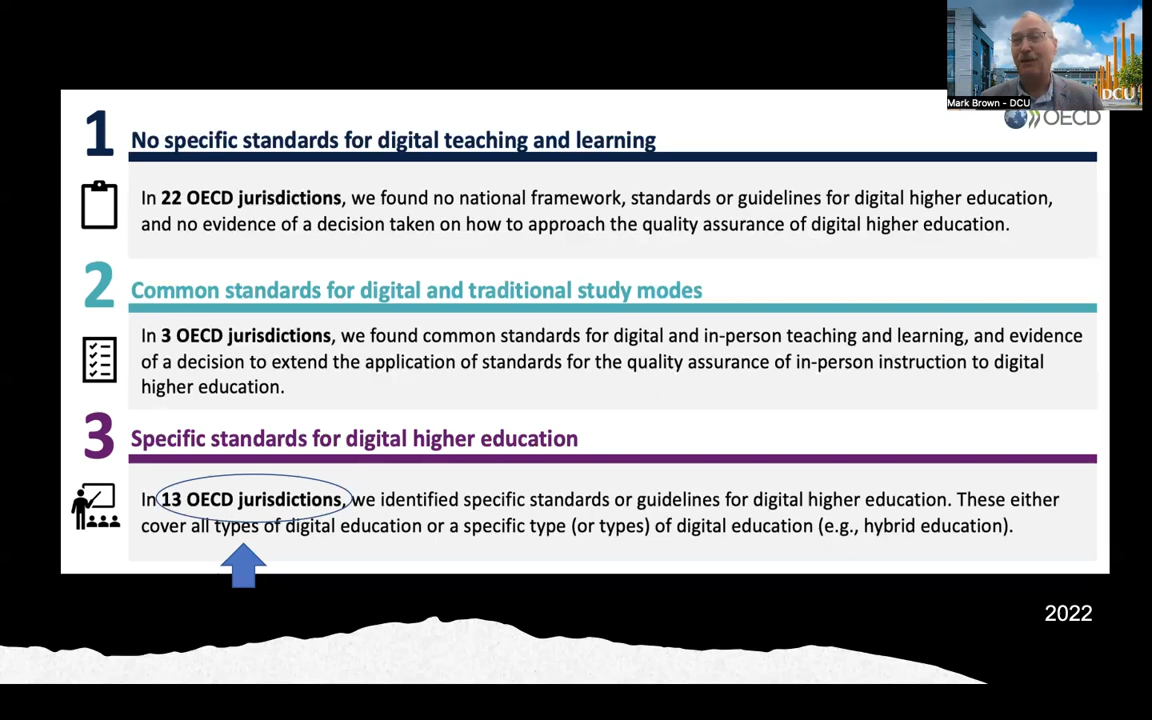 Mark Brown - DCU
DCU
OECD
1
No specific standards for digital teaching and learning
In 22 OECD jurisdictions, we found no national framework, standards or guidelines for digital higher education,
and no evidence of a decision taken on how to approach the quality assurance of digital higher education.
2
Common standards for digital and traditional study modes
In 3 OECD jurisdictions, we found common standards for digital and in-person teaching and learning, and evidence
of a decision to extend the application of standards for the quality assurance of in-person instruction to digital
higher education.
3
Specific standards for digital higher education
In 13 OECD jurisdictions, we identified specific standards or guidelines for digital higher education. These either
cover all types of digital education or a specific type (or types) of digital education (e.g., hybrid education).
2022